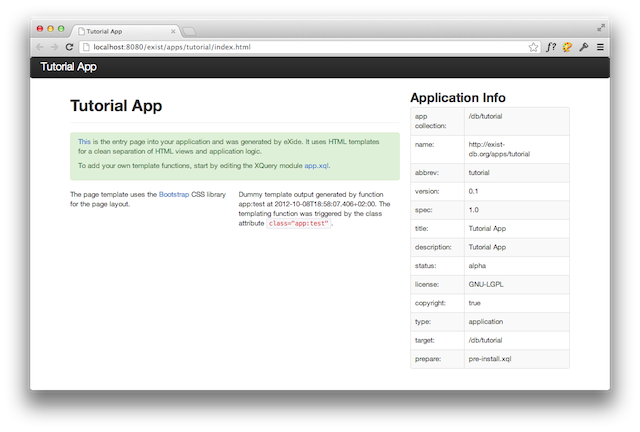 Tutorial App
localhost:8080/exist/apps/tutorial/index.html
f?
Tutorial App
Tutorial App
This is the entry page into your application and was generated by eXide. It uses HTML templates
for a clean separation of HTML views and application logic.
To add your own template functions, start by editing the XQuery module app.xql.
The page template uses the Bootstrap CSS library
for the page layout.
Dummy template output generated by function
app:test at 2012-10-08T18:58:07.406+02:00. The
templating function was triggered by the class
attribute class="app:test".
Application Info
app
collection:
/db/tutorial
name:
http://exist-
db.org/apps/tutorial
abbrev:
tutorial
version:
0.1
spec:
1.0
title:
Tutorial App
description:
Tutorial App
status:
alpha
license:
GNU-LGPL
copyright:
true
type:
application
target:
/db/tutorial
prepare:
pre-install.xql